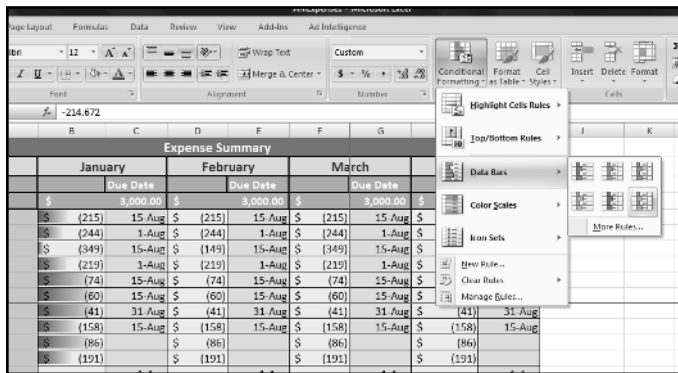 Page Layout Formulas Data Review View Add-Ins Ad Intelligence
12 A A Wrap Text Custom
I U A Merge & Center $ % , Conditional Formatting Format as Table Cell Styles Insert Delete Format
Font Alignment Number Cells
fx -214.672
B C D E F G J K
Expense Summary
January February March
Due Date Due Date Due Date
$ 3,000.00 $ 3,000.00 $ 3,000.00 $
$ (215) 15-Aug $ (215) 15-Aug $ (215) 15-Aug $
$ (244) 1-Aug $ (244) 1-Aug $ (244) 1-Aug $
$ (349) 15-Aug $ (149) 15-Aug $ (349) 15-Aug $
$ (219) 1-Aug $ (219) 1-Aug $ (219) 1-Aug $
$ (74) 15-Aug $ (74) 15-Aug $ (74) 15-Aug $
$ (60) 15-Aug $ (60) 15-Aug $ (60) 15-Aug $
$ (41) 31-Aug $ (41) 31-Aug $ (41) 31-Aug $ (41) 31-Aug
$ (158) 15-Aug $ (158) 15-Aug $ (158) 15-Aug $ (158) 15-Aug
$ (86) $ (86) $ (86) $ (86)
$ (191) $ (191) $ (191) $ (191)
Highlight Cells Rules
Top/Bottom Rules
Data Bars
Color Scales
Icon Sets
New Rule...
Clear Rules
Manage Rules...
More Rules...